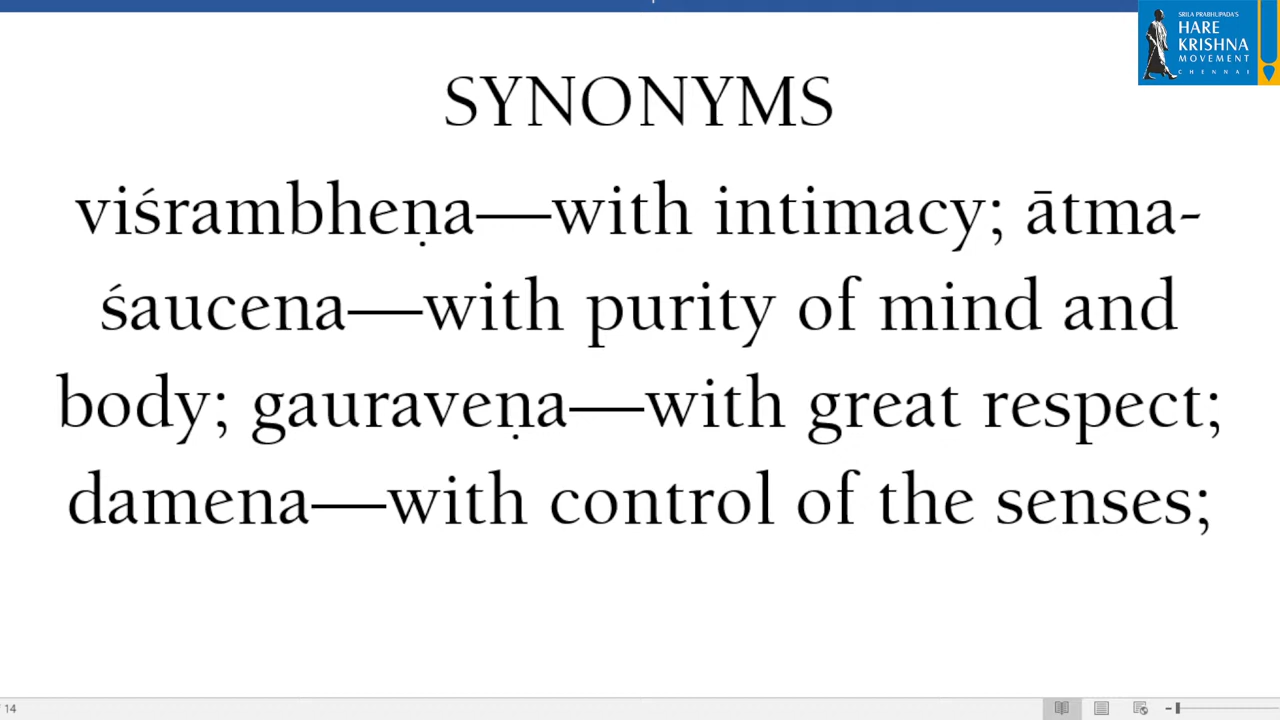 SRILA PRABHUPADA'S
HARE
KRISHNA
MOVEMENT
CHENNAI
SYNONYMS
viśrambheṇa—with intimacy; ātma-
śaucena—with purity of mind and
body; gauraveṇa—with great respect;
damena—with control of the senses;
14